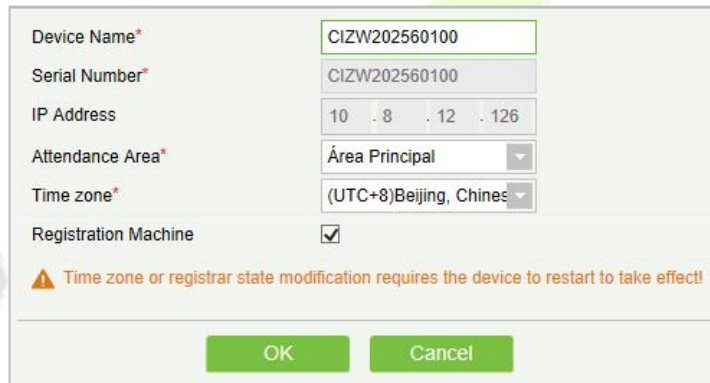 Device Name* CIZW202560100
Serial Number* CIZW202560100
IP Address 10 . 8 . 12 . 126
Attendance Area* Área Principal
Time zone* (UTC+8)Beijing, Chines
Registration Machine
Time zone or registrar state modification requires the device to restart to take effect!
OK Cancel